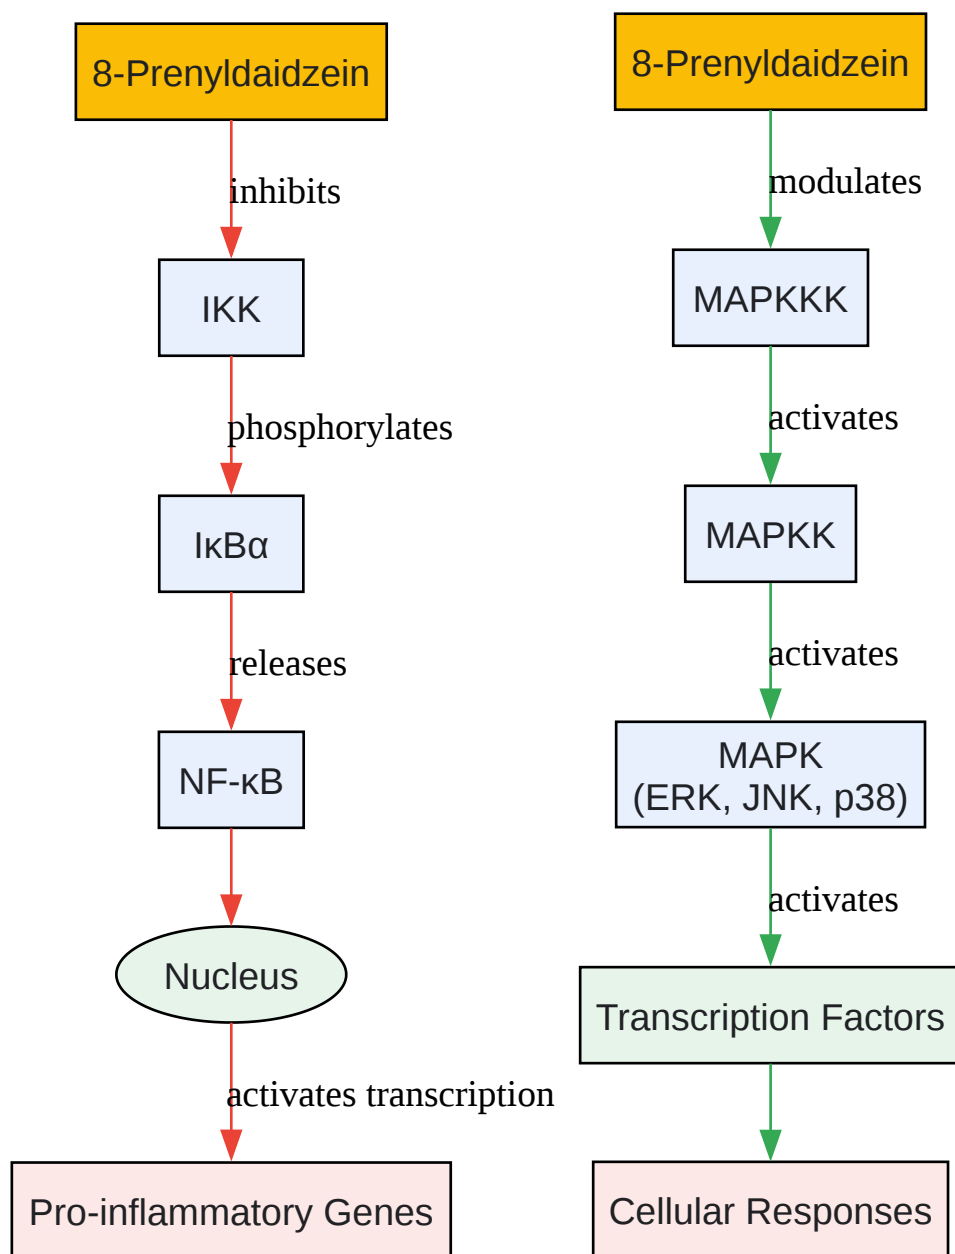 8-Prenyldaidzein
inhibits
IKK
phosphorylates
IκBα
releases
NF-κB
Nucleus
activates transcription
Pro-inflammatory Genes
8-Prenyldaidzein
modulates
MAPKKK
activates
MAPKK
activates
MAPK
(ERK, JNK, p38)
activates
Transcription Factors
Cellular Responses